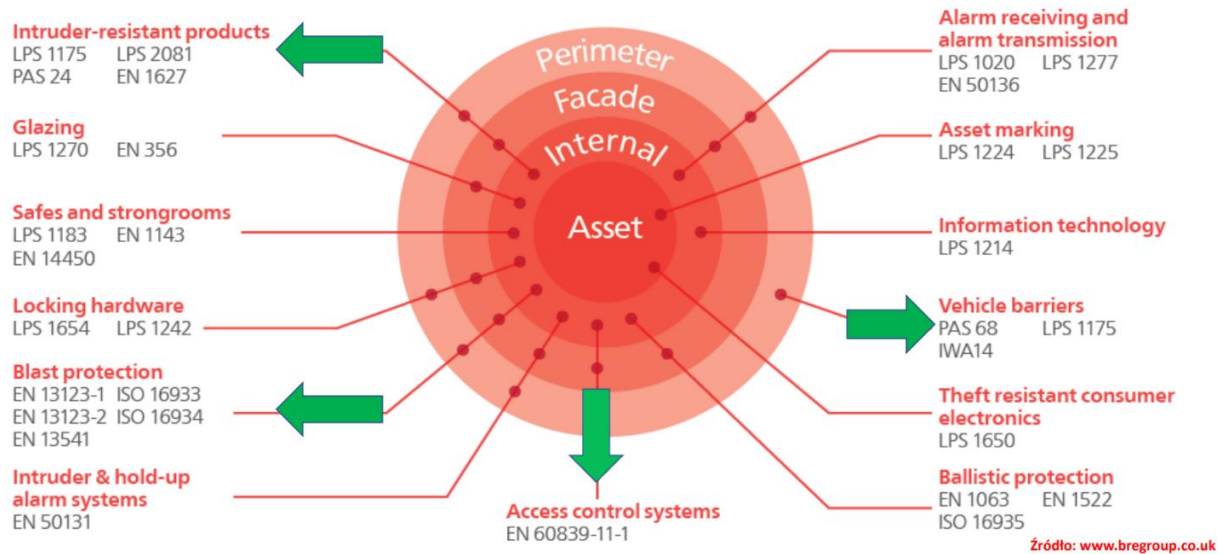 Intruder-resistant products
LPS 1175 LPS 2081
PAS 24 EN 1627
Glazing
LPS 1270 EN 356
Safes and strongrooms
LPS 1183 EN 1143
EN 14450
Locking hardware
LPS 1654 LPS 1242
Blast protection
EN 13123-1 ISO 16933
EN 13123-2 ISO 16934
EN 13541
Intruder & hold-up
alarm systems
EN 50131
Perimeter
Facade
Internal
Asset
Access control systems
EN 60839-11-1
Alarm receiving and
alarm transmission
LPS 1020 LPS 1277
EN 50136
Asset marking
LPS 1224 LPS 1225
Information technology
LPS 1214
Vehicle barriers
PAS 68 LPS 1175
IWA14
Theft resistant consumer
electronics
LPS 1650
Ballistic protection
EN 1063 EN 1522
ISO 16935
Źródło: www.bregroup.co.uk